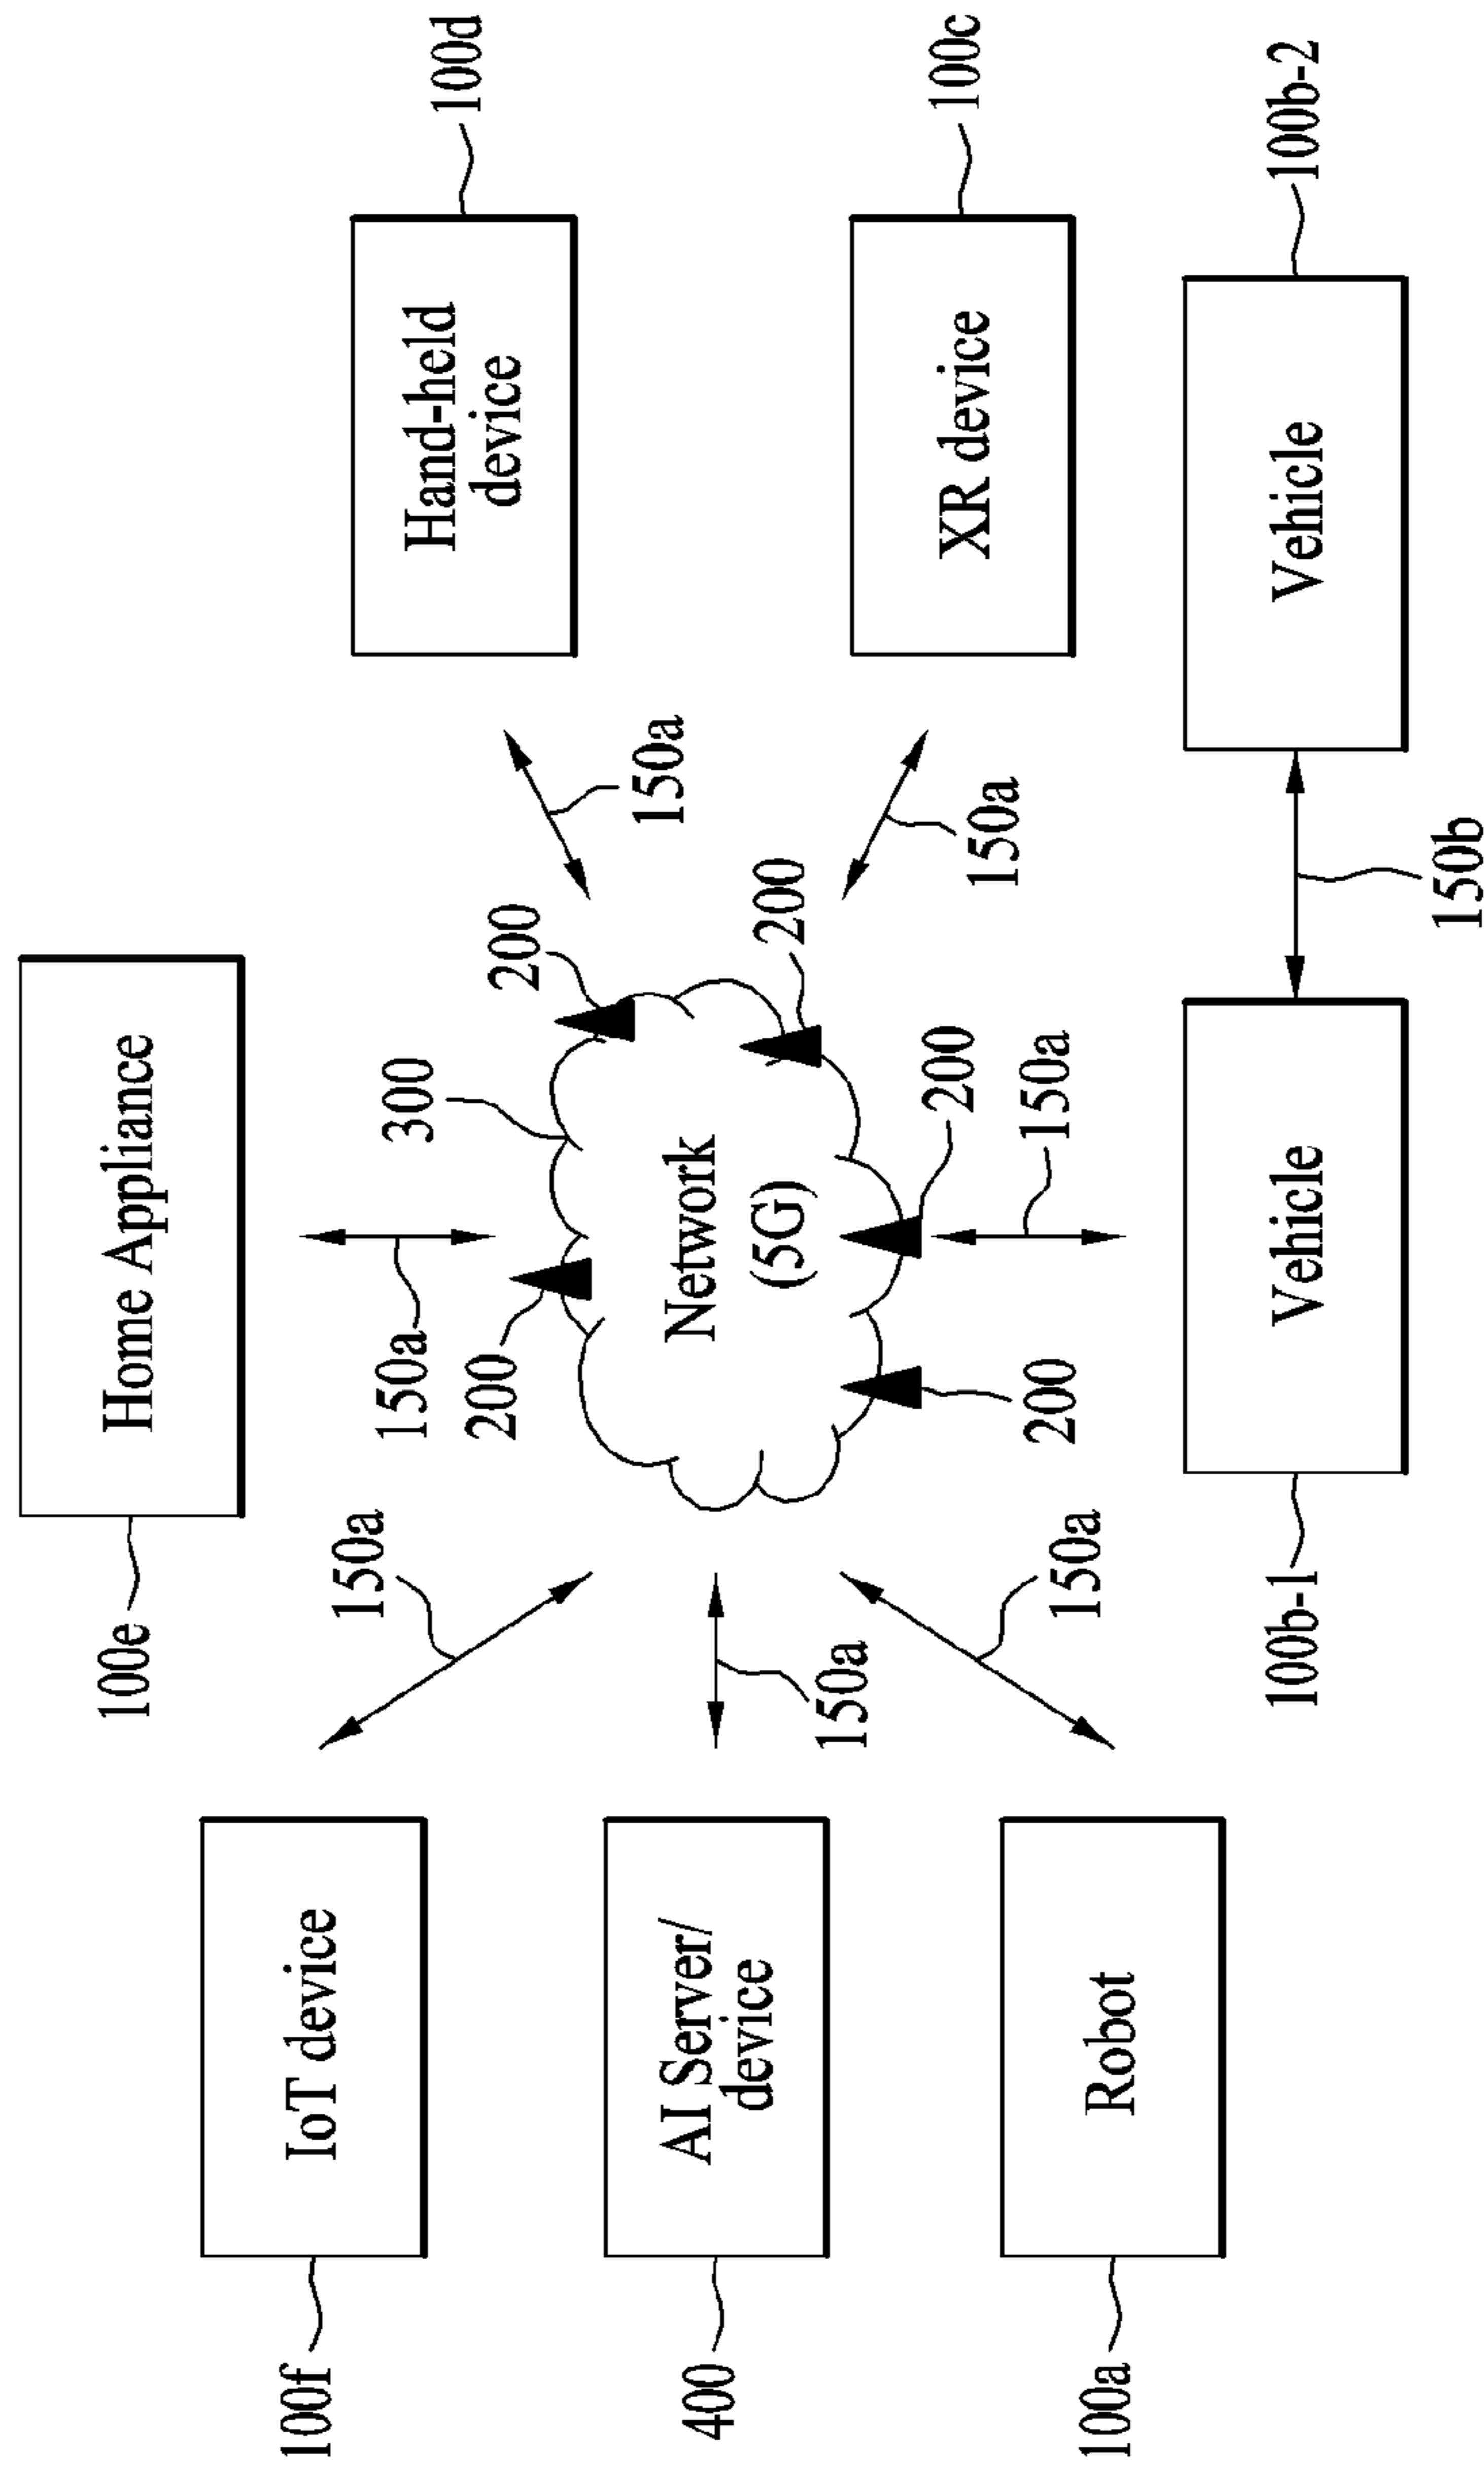 100e
Home Appliance
100f
IoT device
150a
150a
300
Hand-held
device
100d
200
200
150a
400
AI Server/
device
Network
(5G)
200
150a
200
150a
XR device
100c
100a
Robot
150a
200
150a
100b-1
Vehicle
Vehicle
100b-2
150b